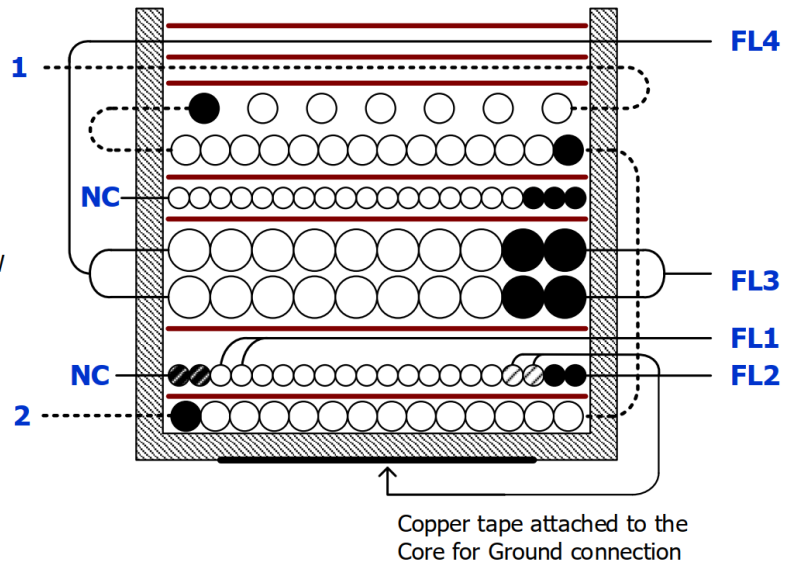 FL4
1
NC
FL3
FL1
NC
FL2
2
Copper tape attached to the
Core for Ground connection